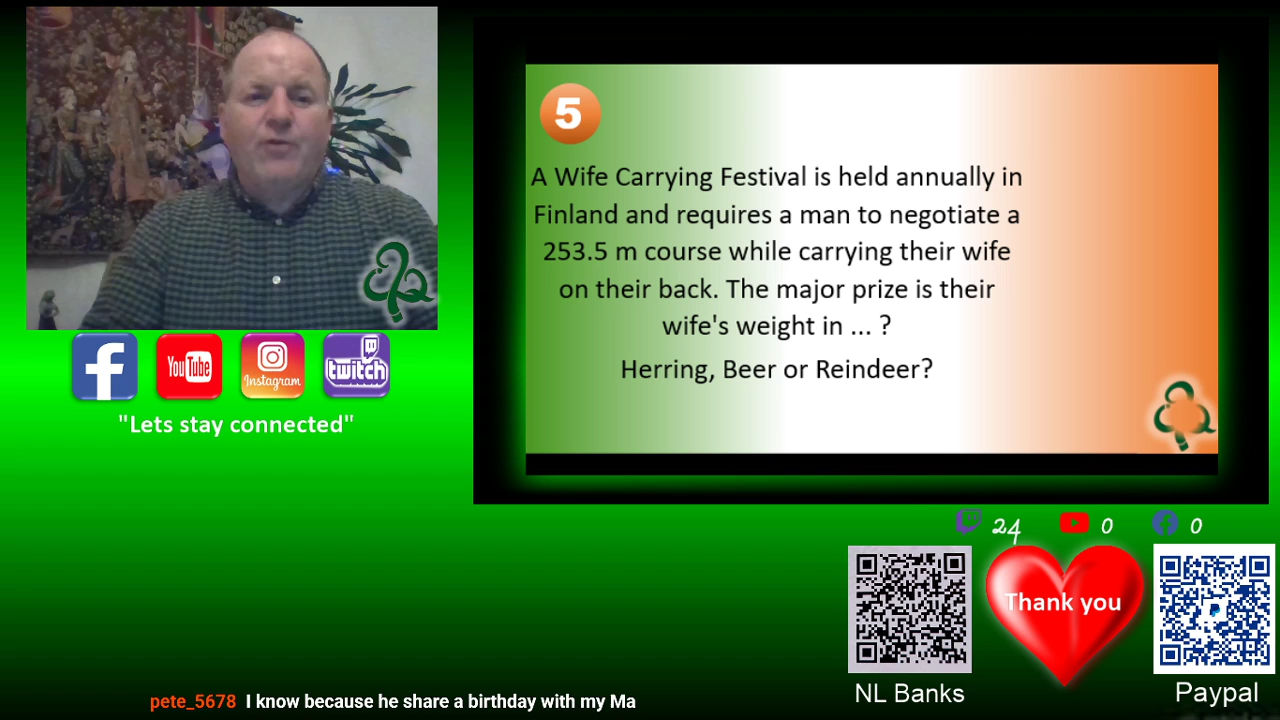 5
A Wife Carrying Festival is held annually in
Finland and requires a man to negotiate a
253.5 m course while carrying their wife
on their back. The major prize is their
wife's weight in ... ?
Herring, Beer or Reindeer?
f
YouTube
Instagram
twitch
"Lets stay connected"
24 0 0
Thank you
NL Banks
Paypal
pete_5678 I know because he share a birthday with my Ma